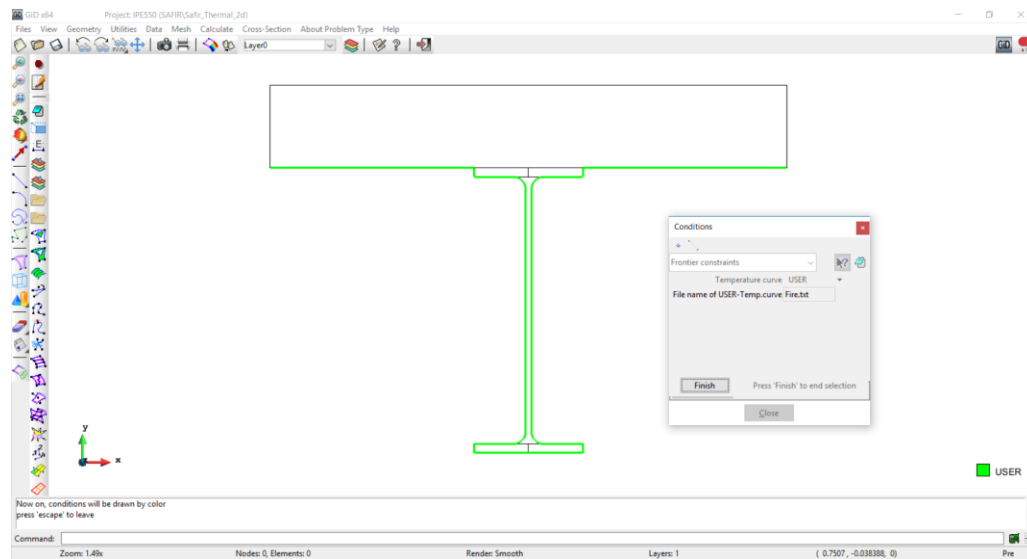 GiD x64 Project: IPE550 (SAFIR\Safir_Thermal_2d)
Files View Geometry Utilities Data Mesh Calculate Cross-Section About Problem Type Help
Layer0
GiD
E
Conditions
Frontier constraints
Temperature curve USER
File name of USER-Temp.curve Fire.txt
Finish Press 'Finish' to end selection
Close
y
x
USER
Now on, conditions will be drawn by color
press 'escape' to leave
Command:
Zoom: 1.49x Nodes: 0, Elements: 0 Render: Smooth Layers: 1 ( 0.7507 , -0.038388, 0) Pre